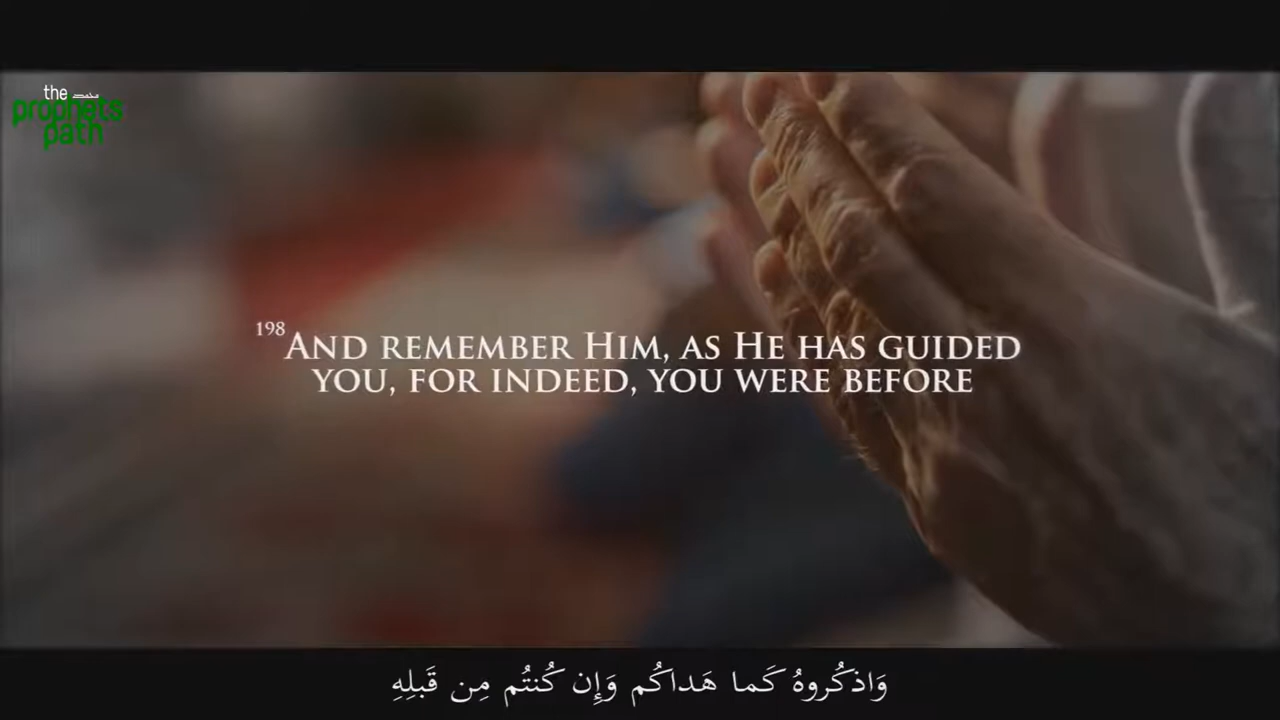 the
prophets
path
198 AND REMEMBER HIM, AS HE HAS GUIDED
YOU, FOR INDEED, YOU WERE BEFORE
وَاذكُروهُ كَما هَداكُم وَإِن كُنتُم مِن قَبلِهِ